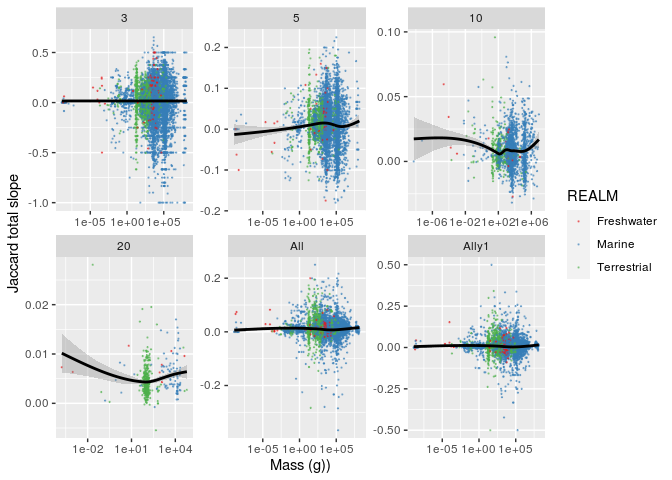 3
5
10
0.5
0.0
-0.5
-1.0
0.2
0.1
0.0
-0.1
-0.2
0.10
0.05
0.00
1e-05 1e+00 1e+05
1e-05 1e+00 1e+05
1e-06 1e-02 1e+02 1e+06
Jaccard total slope
20
All
Ally1
0.02
0.01
0.00
0.2
0.0
-0.2
0.50
0.25
0.00
-0.25
-0.50
1e-02 1e+01 1e+04
1e-05 1e+00 1e+05
1e-05 1e+00 1e+05
Mass (g))
REALM
Freshwater
Marine
Terrestrial